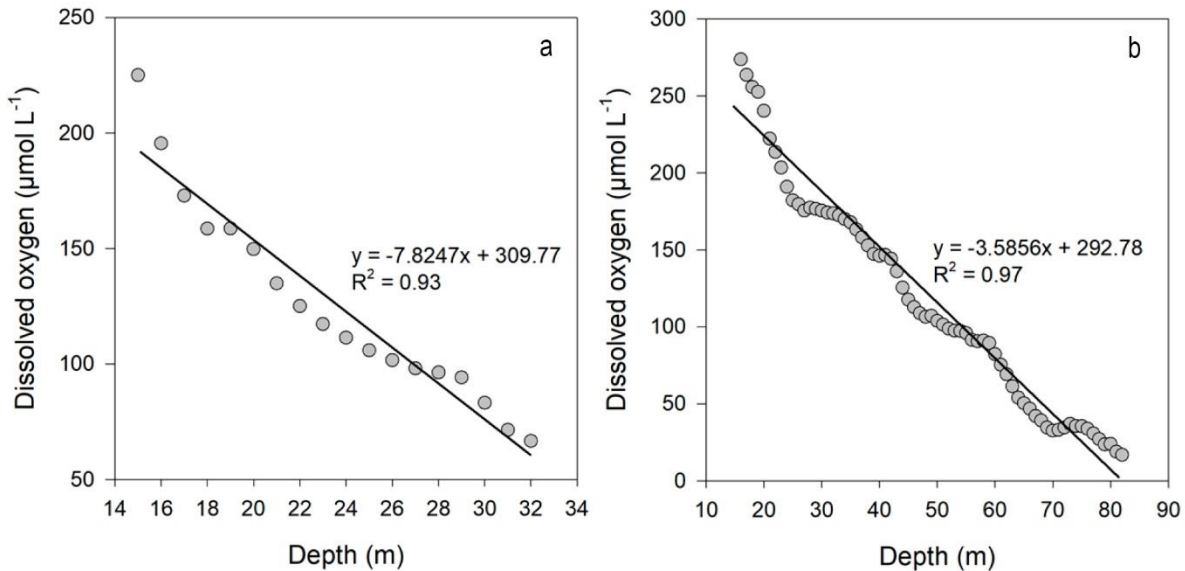 a
Dissolved oxygen (µmol L⁻¹)
250
200
150
100
50
y = -7.8247x + 309.77
R² = 0.93
14 16 18 20 22 24 26 28 30 32 34
Depth (m)
b
Dissolved oxygen (µmol L⁻¹)
300
250
200
150
100
50
0
y = -3.5856x + 292.78
R² = 0.97
10 20 30 40 50 60 70 80 90
Depth (m)